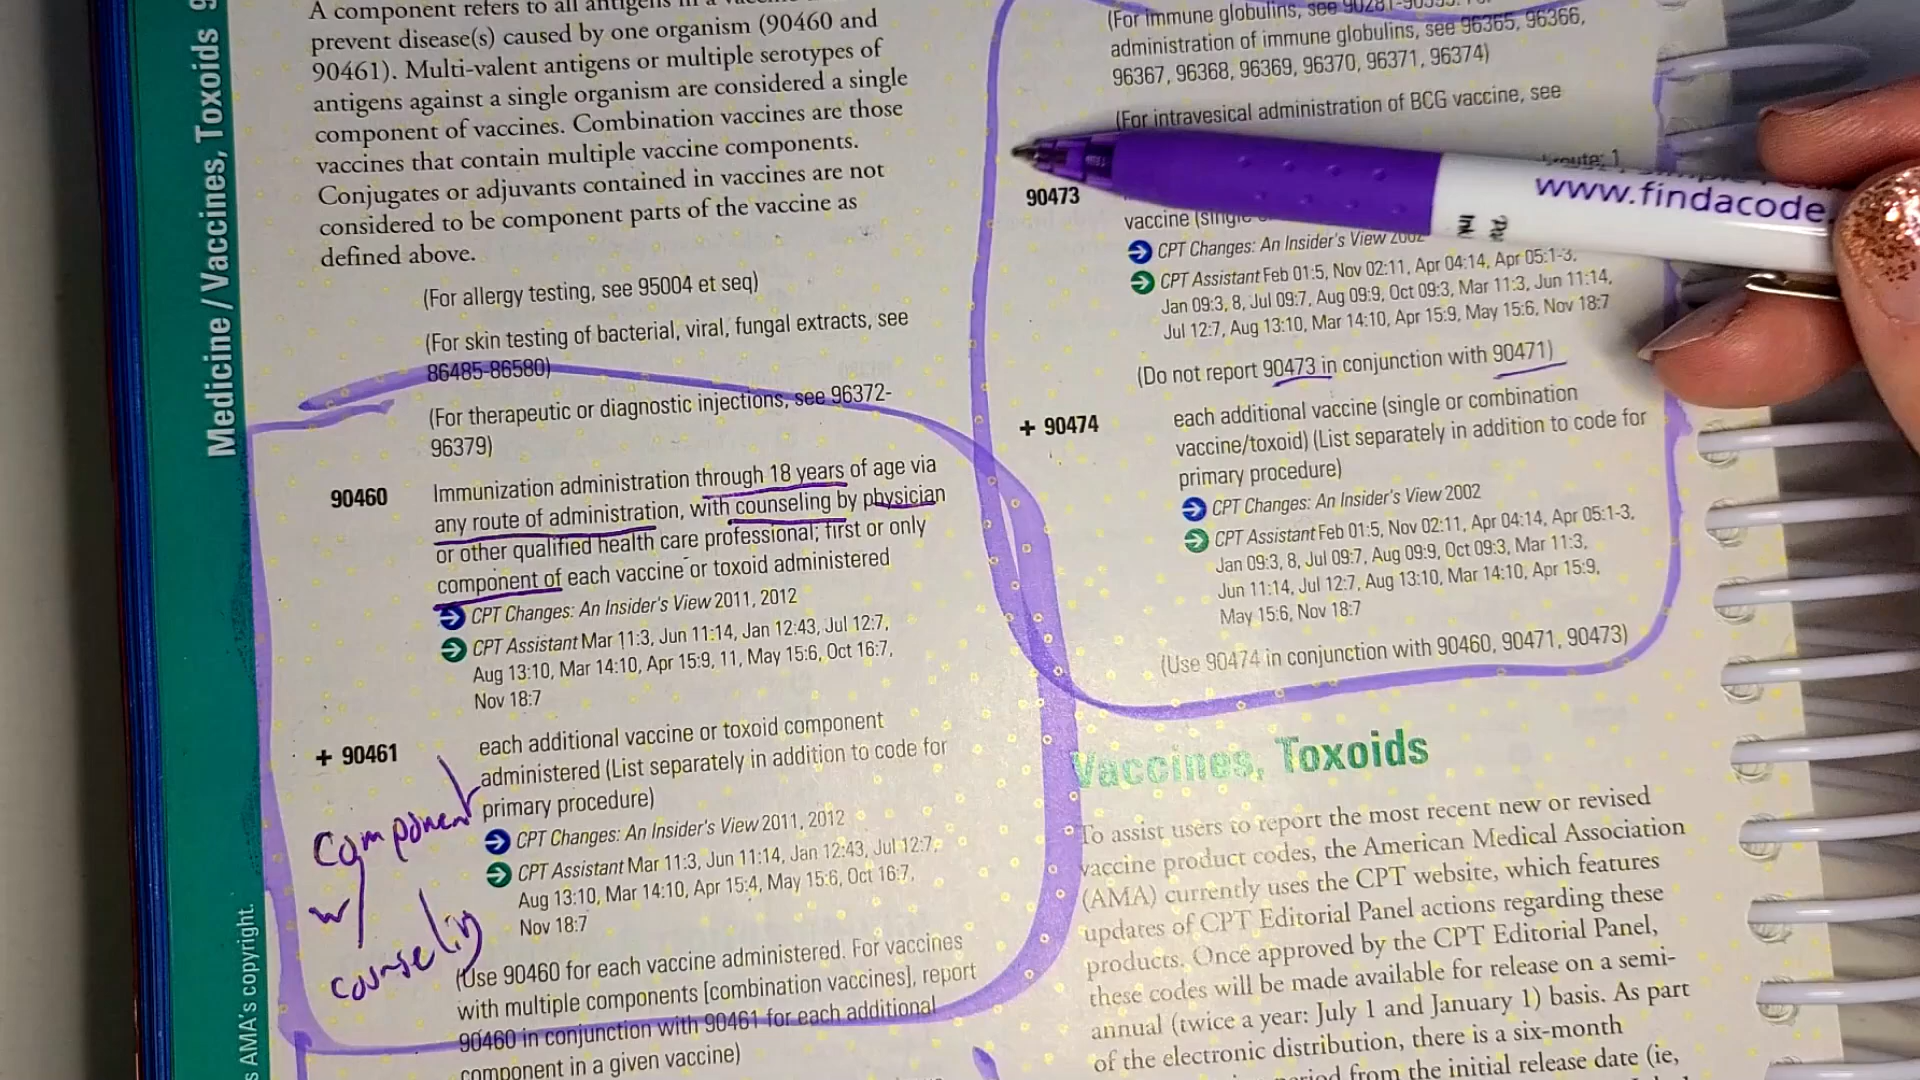 Medicine / Vaccines, Toxoids 9
s AMA's copyright.
A component refers to all antigens in a
prevent disease(s) caused by one organism (90460 and
90461). Multi-valent antigens or multiple serotypes of
antigens against a single organism are considered a single
component of vaccines. Combination vaccines are those
vaccines that contain multiple vaccine components.
Conjugates or adjuvants contained in vaccines are not
considered to be component parts of the vaccine as
defined above.
(For allergy testing, see 95004 et seq)
(For skin testing of bacterial, viral, fungal extracts, see
86485-86580)
(For therapeutic or diagnostic injections, see 96372-
96379)
90460 Immunization administration through 18 years of age via
any route of administration, with counseling by physician
or other qualified health care professional; first or only
component of each vaccine or toxoid administered
CPT Changes: An Insider's View 2011, 2012
CPT Assistant Mar 11:3, Jun 11:14, Jan 12:43, Jul 12:7,
Aug 13:10, Mar 14:10, Apr 15:9, 11, May 15:6, Oct 16:7,
Nov 18:7
+ 90461 each additional vaccine or toxoid component
administered (List separately in addition to code for
primary procedure)
CPT Changes: An Insider's View 2011, 2012
CPT Assistant Mar 11:3, Jun 11:14, Jan 12:43, Jul 12:7,
Aug 13:10, Mar 14:10, Apr 15:4, May 15:6, Oct 16:7,
Nov 18:7
component
w/
counseling
(Use 90460 for each vaccine administered. For vaccines
with multiple components [combination vaccines], report
90460 in conjunction with 90461 for each additional
component in a given vaccine)
(For immune globulins, see 90281-90399.
administration of immune globulins, see 96365, 96366,
96367, 96368, 96369, 96370, 96371, 96374)
(For intravesical administration of BCG vaccine, see
90473
vaccine (single
CPT Changes: An Insider's View 2002
CPT Assistant Feb 01:5, Nov 02:11, Apr 04:14, Apr 05:1-3,
Jan 09:3, 8, Jul 09:7, Aug 09:9, Oct 09:3, Mar 11:3, Jun 11:14,
Jul 12:7, Aug 13:10, Mar 14:10, Apr 15:9, May 15:6, Nov 18:7
(Do not report 90473 in conjunction with 90471)
+ 90474 each additional vaccine (single or combination
vaccine/toxoid) (List separately in addition to code for
primary procedure)
CPT Changes: An Insider's View 2002
CPT Assistant Feb 01:5, Nov 02:11, Apr 04:14, Apr 05:1-3,
Jan 09:3, 8, Jul 09:7, Aug 09:9, Oct 09:3, Mar 11:3,
Jun 11:14, Jul 12:7, Aug 13:10, Mar 14:10, Apr 15:9,
May 15:6, Nov 18:7
(Use 90474 in conjunction with 90460, 90471, 90473)
Vaccines, Toxoids
To assist users to report the most recent new or revised
vaccine product codes, the American Medical Association
(AMA) currently uses the CPT website, which features
updates of CPT Editorial Panel actions regarding these
products. Once approved by the CPT Editorial Panel,
these codes will be made available for release on a semi-
annual (twice a year: July 1 and January 1) basis. As part
of the electronic distribution, there is a six-month
period from the initial release date (ie,
www.findacode.